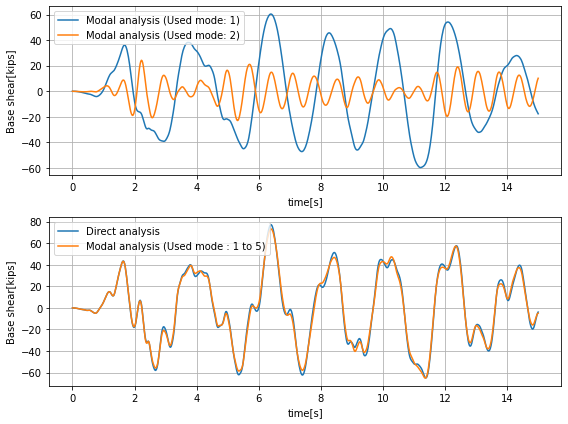 Modal analysis (Used mode: 1)
Modal analysis (Used mode: 2)
60
40
20
0
−20
−40
−60
Base shear[kips]
0 2 4 6 8 10 12 14
time[s]
Direct analysis
Modal analysis (Used mode : 1 to 5)
80
60
40
20
0
−20
−40
−60
Base shear[kips]
0 2 4 6 8 10 12 14
time[s]